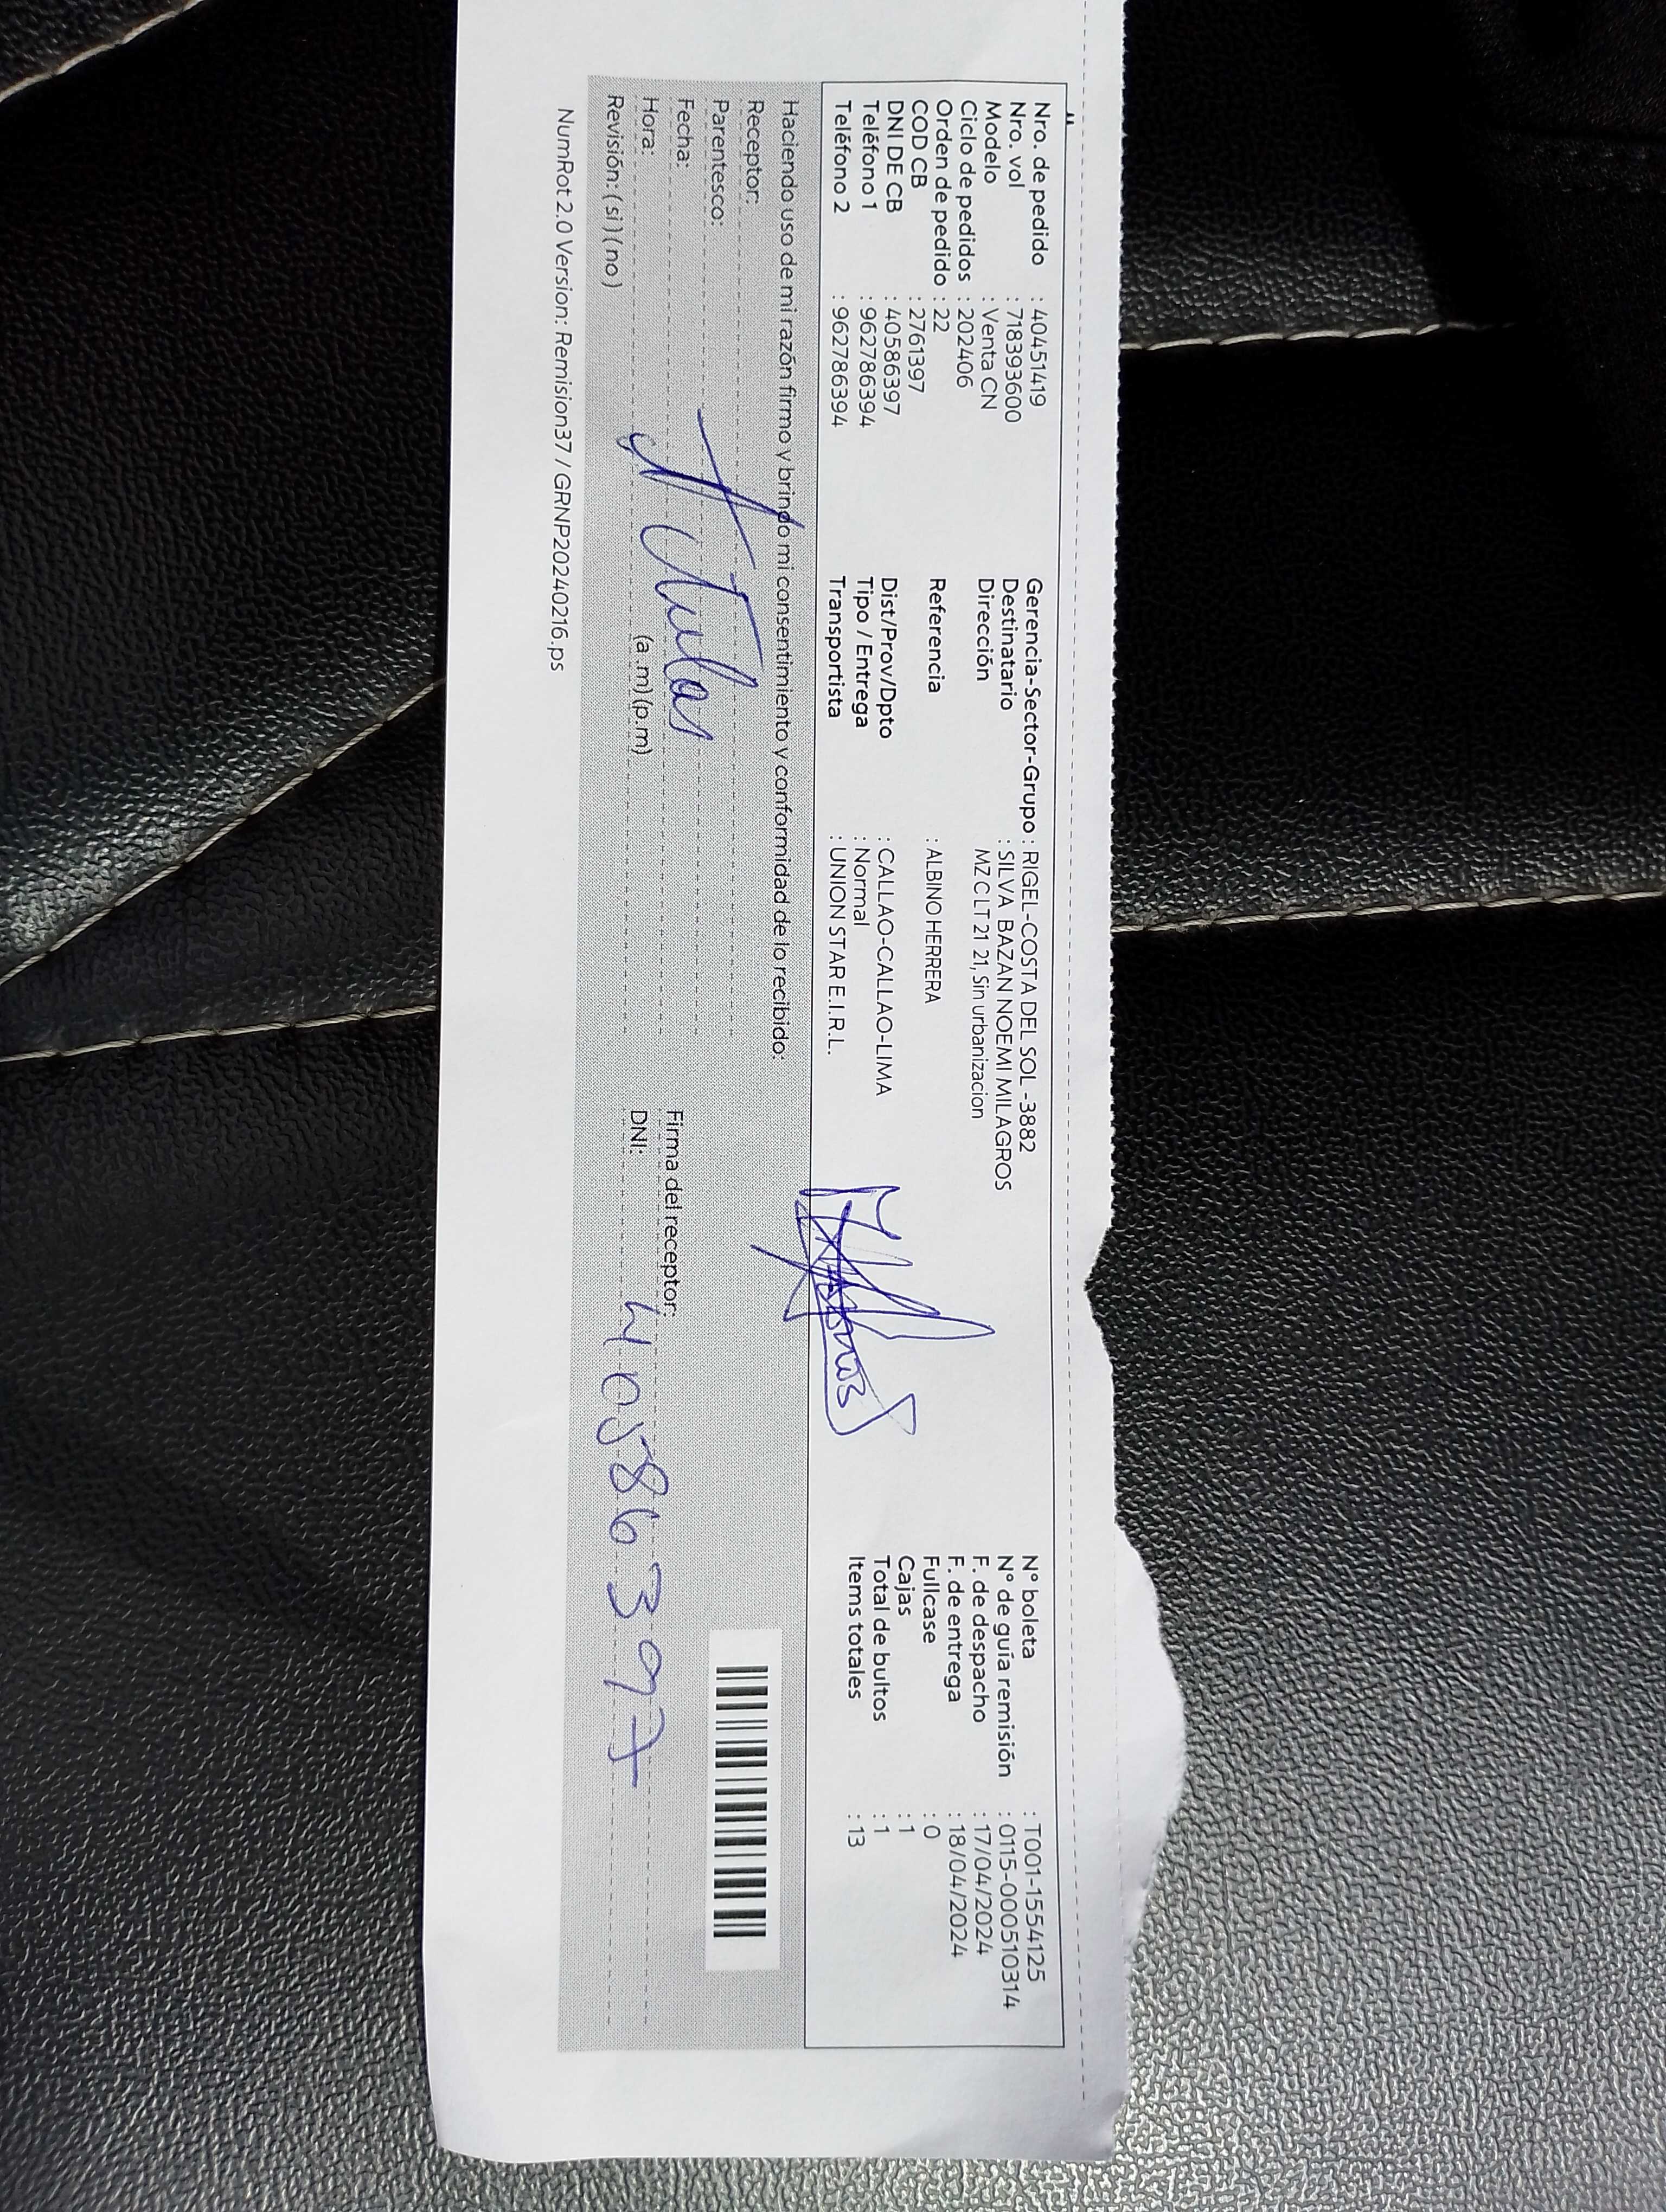 Nro. de pedido : 40451419
Nro. vol : 718393600
Modelo : Venta CN
Ciclo de pedidos : 202406
Orden de pedido : 22
COD CB : 2761397
DNI DE CB : 40586397
Teléfono 1 : 962786394
Teléfono 2 : 962786394
Gerencia-Sector-Grupo : RIGEL-COSTA DEL SOL -3882
Destinatario : SILVA BAZAN NOEMI MILAGROS
Dirección MZ C LT 21 21, Sin urbanizacion
Referencia : ALBINO HERRERA
Dist/Prov/Dpto : CALLAO-CALLAO-LIMA
Tipo / Entrega : Normal
Transportista : UNION STAR E.I.R.L.
N° boleta : T001-1554125
N° de guía remisión : 0115-000510314
F. de despacho : 17/04/2024
F. de entrega : 18/04/2024
Fullcase : 0
Cajas : 1
Total de bultos : 1
Items totales : 13
Haciendo uso de mi razón firmo y brindo mi consentimiento y conformidad de lo recibido:
Receptor:
Parentesco:
Fecha:
Hora: (a .m) (p.m)
Revisión: (si) (no)
Titular
Firma del receptor:
DNI: 40586397
NumRot 2.0 Version: Remision37 / GRNP20240216.ps